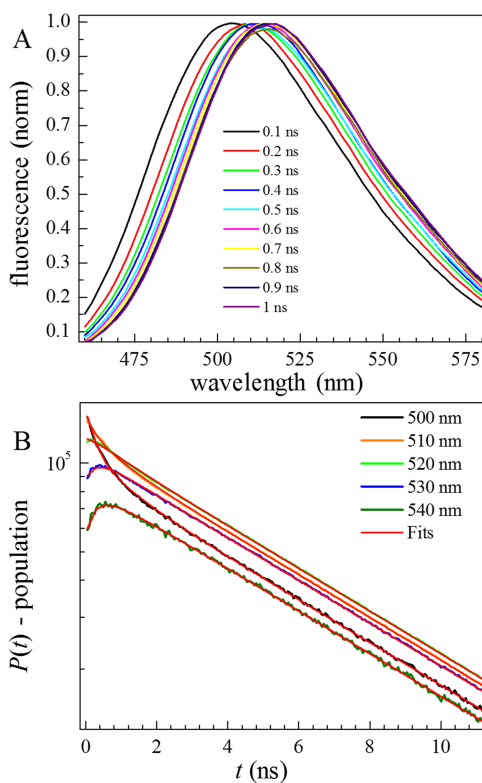 A
fluorescence (norm)
1.0
0.9
0.8
0.7
0.6
0.5
0.4
0.3
0.2
0.1
0.1 ns
0.2 ns
0.3 ns
0.4 ns
0.5 ns
0.6 ns
0.7 ns
0.8 ns
0.9 ns
1 ns
475 500 525 550 575
wavelength (nm)
B
P(t) - population
10^5
500 nm
510 nm
520 nm
530 nm
540 nm
Fits
0 2 4 6 8 10
t (ns)